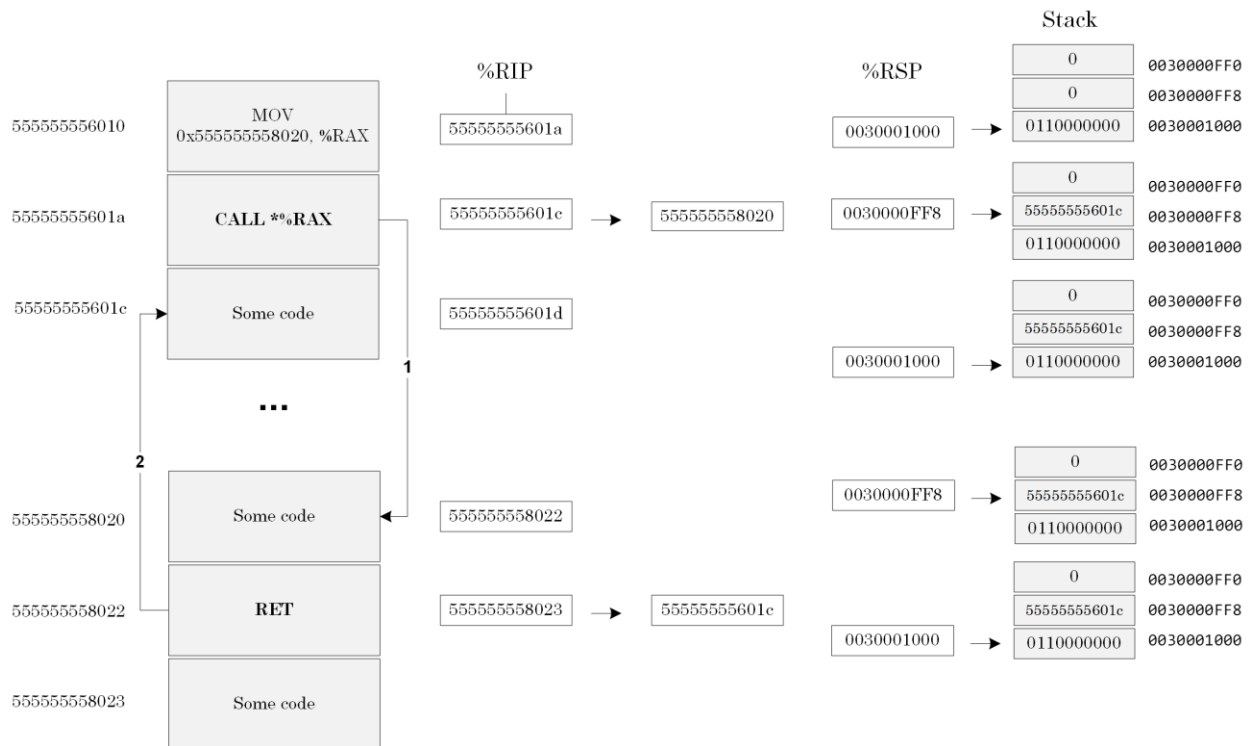 Stack
%RIP
%RSP
0
0030000FF0
0
0030000FF8
555555556010
MOV
0x555555558020, %RAX
55555555601a
0030001000
0110000000
0030001000
0
0030000FF0
55555555601a
CALL *%RAX
55555555601c
555555558020
0030000FF8
55555555601c
0030000FF8
0110000000
0030001000
55555555601c
Some code
55555555601d
0
0030000FF0
55555555601c
0030000FF8
1
0030001000
0110000000
0030001000
...
2
0
0030000FF0
555555558020
Some code
555555558022
0030000FF8
55555555601c
0030000FF8
0110000000
0030001000
0
0030000FF0
555555558022
RET
555555558023
55555555601c
55555555601c
0030000FF8
0030001000
0110000000
0030001000
555555558023
Some code